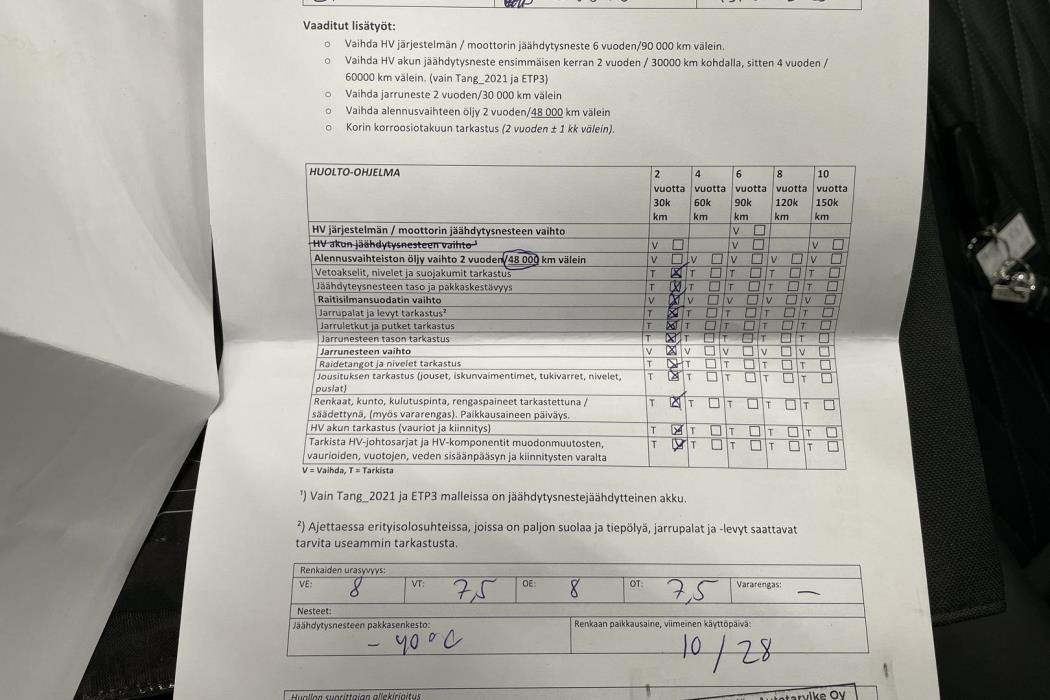 Vaaditut lisätyöt:
○ Vaihda HV järjestelmän / moottorin jäähdytysneste 6 vuoden/90 000 km välein.
○ Vaihda HV akun jäähdytysneste ensimmäisen kerran 2 vuoden / 30000 km kohdalla, sitten 4 vuoden /
60000 km välein. (vain Tang_2021 ja ETP3)
○ Vaihda jarruneste 2 vuoden/30 000 km välein
○ Vaihda alennusvaihteen öljy 2 vuoden/48 000 km välein
○ Korin korroosiotakuun tarkastus (2 vuoden ± 1 kk välein).
HUOLTO-OHJELMA 2 4 6 8 10
vuotta vuotta vuotta vuotta vuotta
30k 60k 90k 120k 150k
km km km km km
HV järjestelmän / moottorin jäähdytysnesteen vaihto V
HV akun jäähdytysnesteen vaihto ¹ V V V
Alennusvaihteiston öljy vaihto 2 vuoden/48 000 km välein V V V V V
Vetoakselit, nivelet ja suojakumit tarkastus T T T T T
Jäähdyteysnesteen taso ja pakkaskestävyys T T T T T
Raitisilmansuodatin vaihto V V V V V
Jarrupalat ja levyt tarkastus² T T T T T
Jarruletkut ja putket tarkastus T T T T T
Jarrunesteen tason tarkastus T T T T T
Jarrunesteen vaihto V V V V V
Raidetangot ja nivelet tarkastus T T T T T
Jousituksen tarkastus (jouset, iskunvaimentimet, tukivarret, nivelet, T T T T T
puslat)
Renkaat, kunto, kulutuspinta, rengaspaineet tarkastettuna / T T T T T
säädettynä, (myös vararengas). Paikkausaineen päiväys.
HV akun tarkastus (vauriot ja kiinnitys) T T T T T
Tarkista HV-johtosarjat ja HV-komponentit muodonmuutosten, T T T T T
vaurioiden, vuotojen, veden sisäänpääsyn ja kiinnitysten varalta
V = Vaihda, T = Tarkista
¹) Vain Tang_2021 ja ETP3 malleissa on jäähdytysnestejäähdytteinen akku.
²) Ajettaessa erityisolosuhteissa, joissa on paljon suolaa ja tiepölyä, jarrupalat ja -levyt saattavat
tarvita useammin tarkastusta.
Renkaiden urasyvyys:
VE: 8 VT: 7,5 OE: 8 OT: 7,5 Vararengas: —
Nesteet:
Jäähdytysnesteen pakkasenkesto: Renkaan paikkausaine, viimeinen käyttöpäivä:
- 40°C 10/28
Huollon suorittajan allekirjoitus
Autotarvike Oy